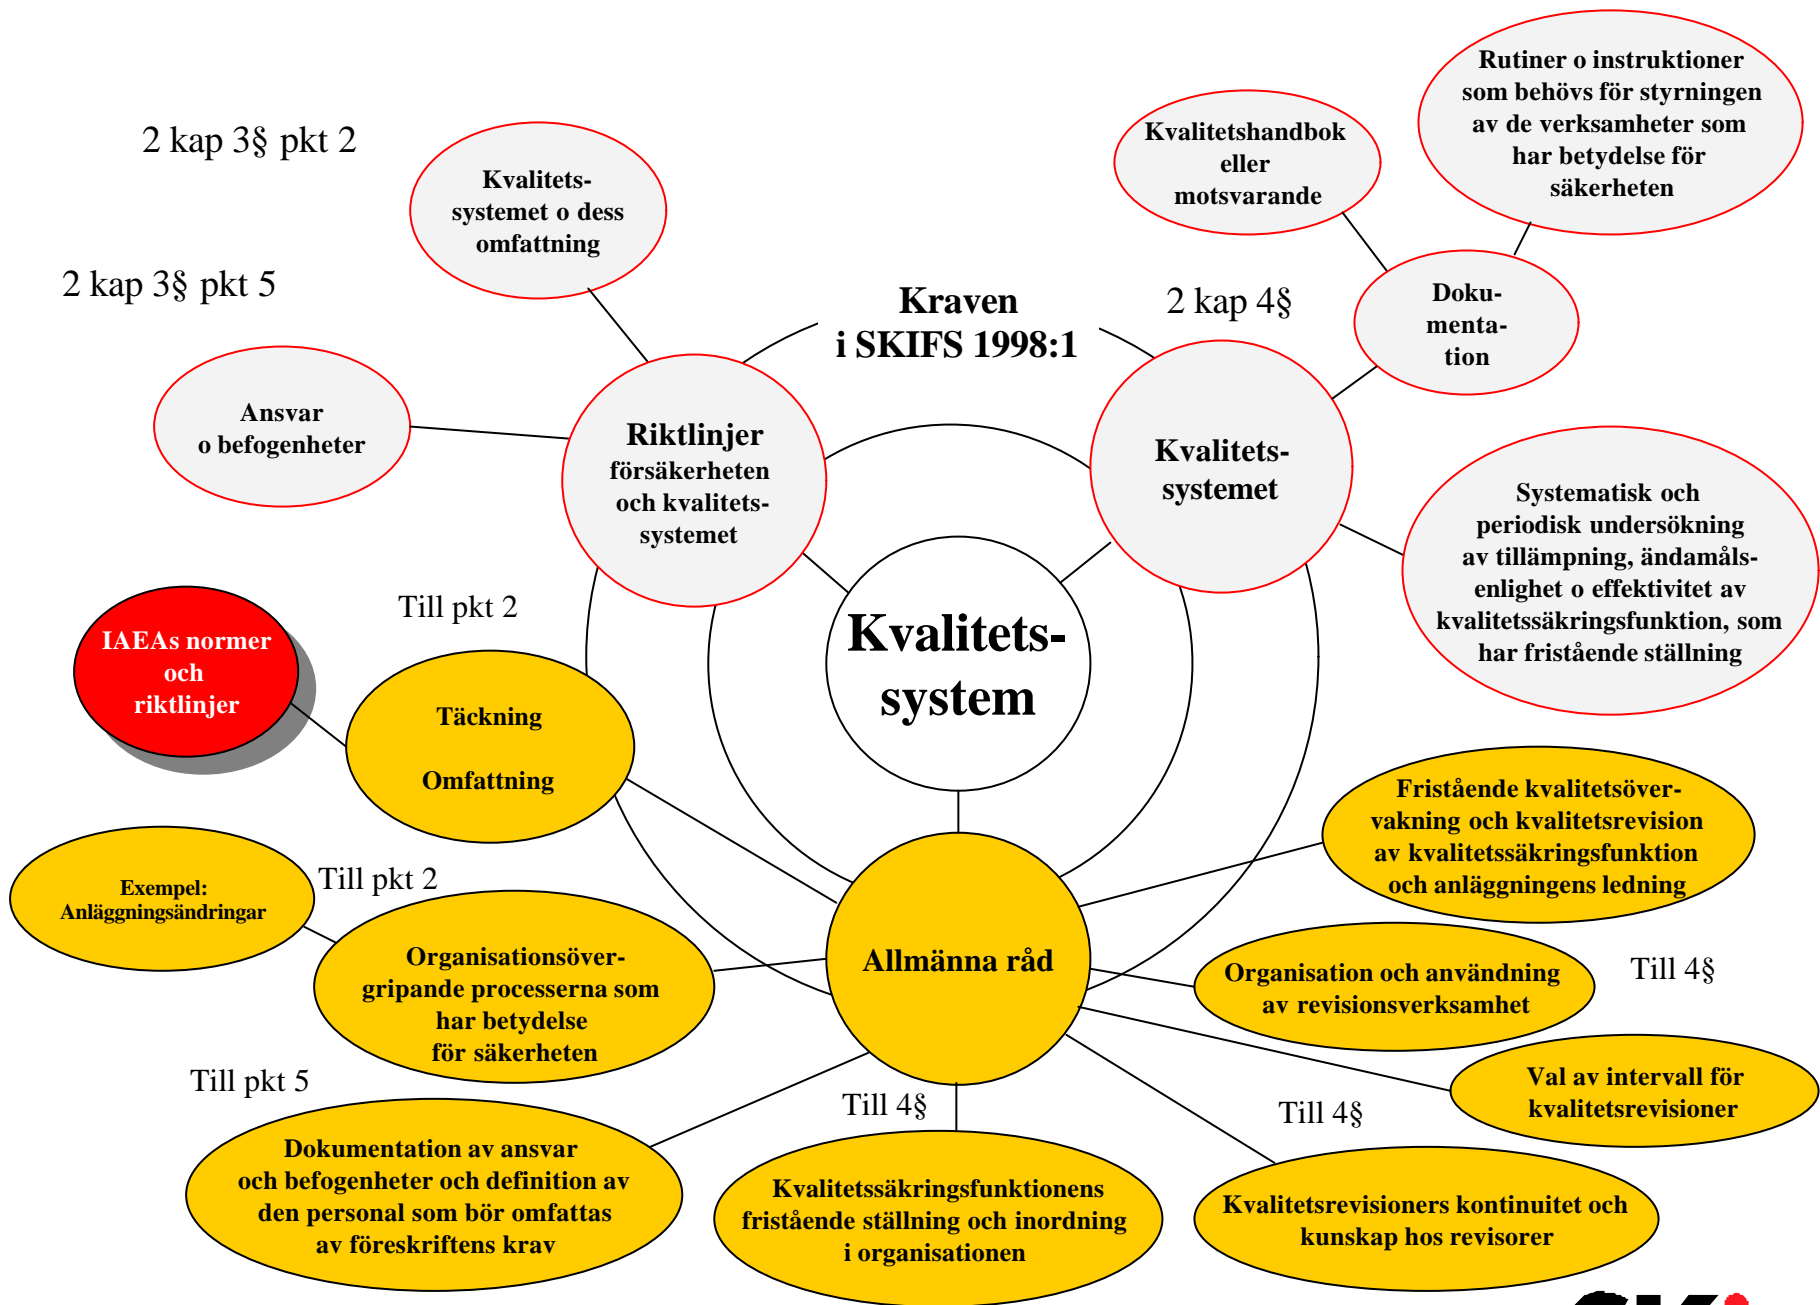 Rutiner o instruktioner
som behövs för styrningen
av de verksamheter som
har betydelse för
säkerheten
Kvalitetshandbok
eller
motsvarande
2 kap 3§ pkt 2
Kvalitets-
systemet o dess
omfattning
2 kap 3§ pkt 5
Kraven
i SKIFS 1998:1
2 kap 4§
Doku-
menta-
tion
Ansvar
o befogenheter
Riktlinjer
försäkerheten
och kvalitets-
systemet
Kvalitets-
systemet
Systematisk och
periodisk undersökning
av tillämpning, ändamåls-
enlighet o effektivitet av
kvalitetssäkringsfunktion, som
har fristående ställning
Kvalitets-
system
IAEAs normer
och
riktlinjer
Till pkt 2
Täckning
Omfattning
Fristående kvalitetsöver-
vakning och kvalitetsrevision
av kvalitetssäkringsfunktion
och anläggningens ledning
Exempel:
Anläggningsändringar
Till pkt 2
Organisationsöver-
gripande processerna som
har betydelse
för säkerheten
Allmänna råd
Organisation och användning
av revisionsverksamhet
Till 4§
Val av intervall för
kvalitetsrevisioner
Till pkt 5
Dokumentation av ansvar
och befogenheter och definition av
den personal som bör omfattas
av föreskriftens krav
Till 4§
Kvalitetssäkringsfunktionens
fristående ställning och inordning
i organisationen
Till 4§
Kvalitetsrevisioners kontinuitet och
kunskap hos revisorer